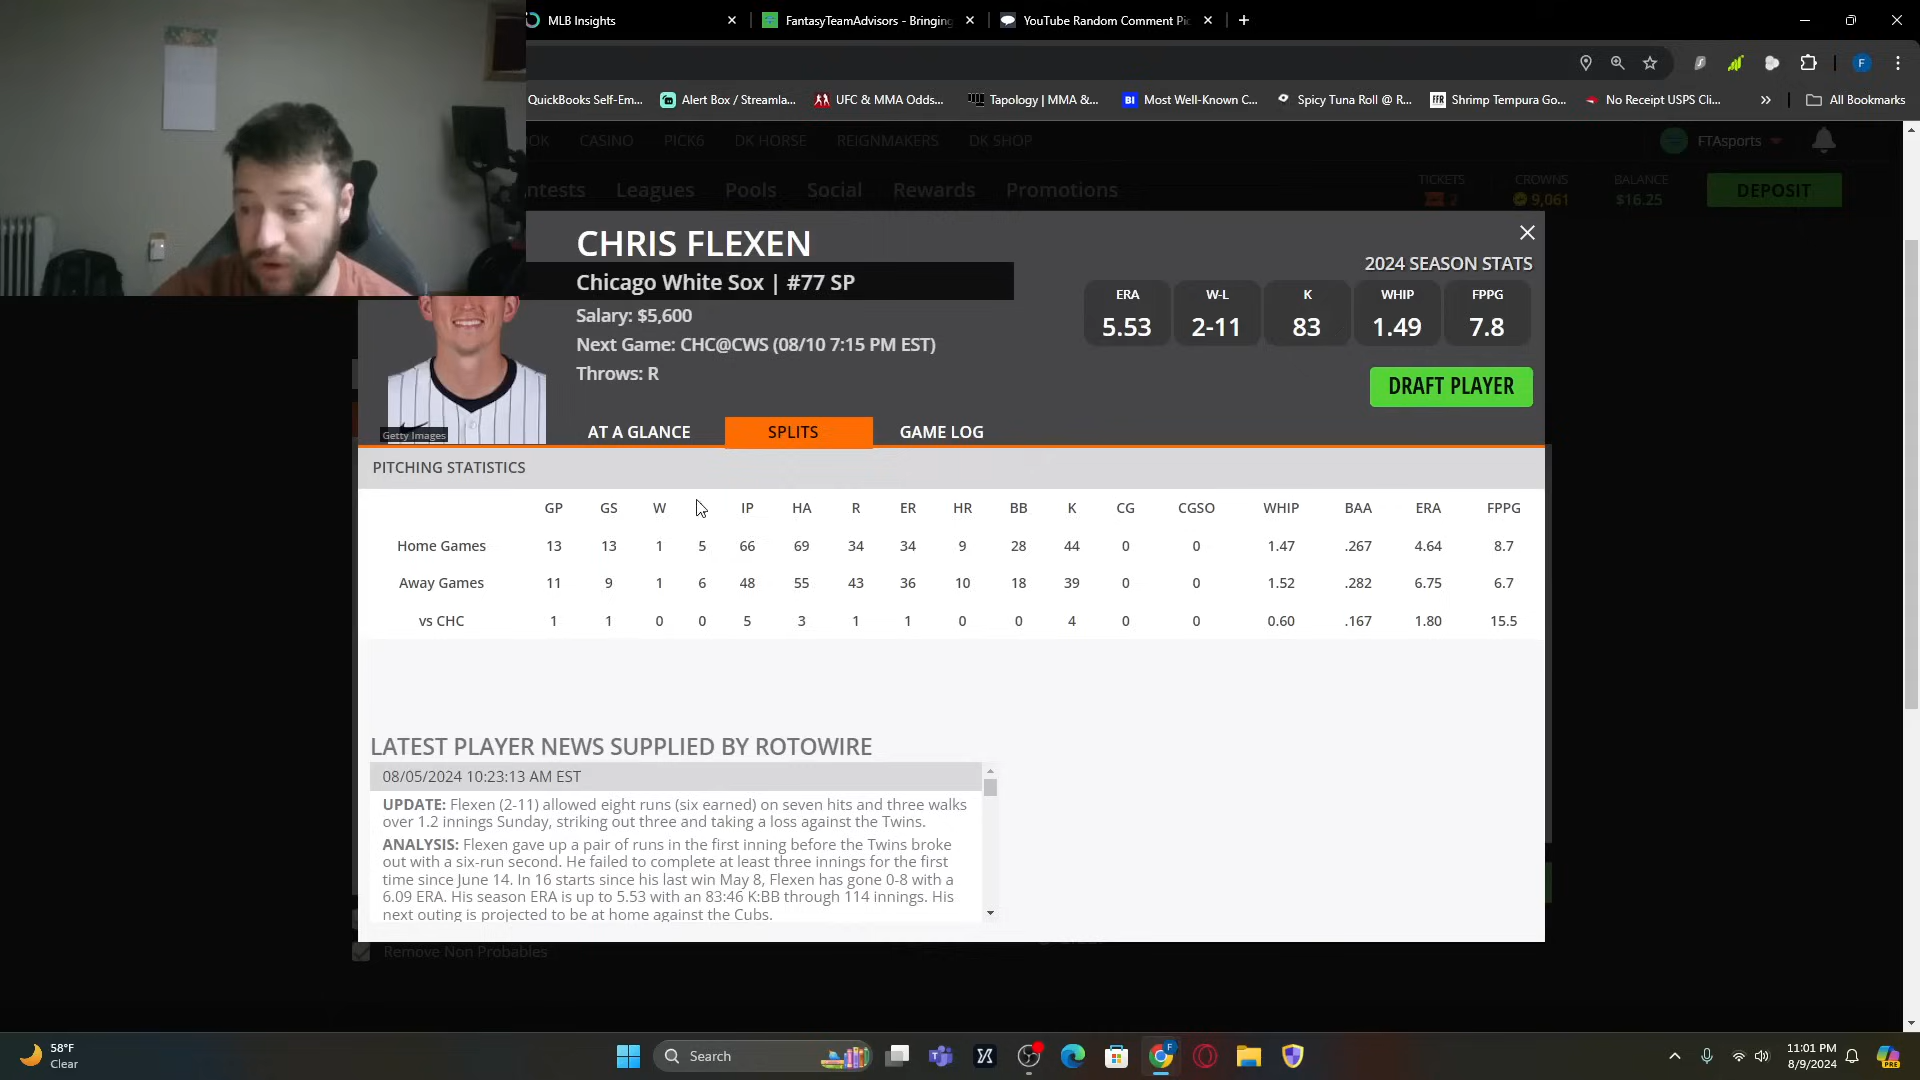 MLB Insights
FantasyTeamAdvisors - Bringing
YouTube Random Comment Pic
F
QuickBooks Self-Em...
Alert Box / Streamla...
UFC & MMA Odds...
Tapology | MMA &...
BI Most Well-Known C...
Spicy Tuna Roll @ R...
FFR Shrimp Tempura Go...
No Receipt USPS Cli...
All Bookmarks
OK CASINO PICK6 DK HORSE REIGNMAKERS DK SHOP
FTAsports
ntests Leagues Pools Social Rewards Promotions
TICKETS CROWNS BALANCE
2 9,061 $16.25
DEPOSIT
CHRIS FLEXEN
Chicago White Sox | #77 SP
Salary: $5,600
Next Game: CHC@CWS (08/10 7:15 PM EST)
Throws: R
2024 SEASON STATS
ERA W-L K WHIP FPPG
5.53 2-11 83 1.49 7.8
DRAFT PLAYER
Getty Images
AT A GLANCE SPLITS GAME LOG
PITCHING STATISTICS
GP GS W IP HA R ER HR BB K CG CGSO WHIP BAA ERA FPPG
Home Games 13 13 1 5 66 69 34 34 9 28 44 0 0 1.47 .267 4.64 8.7
Away Games 11 9 1 6 48 55 43 36 10 18 39 0 0 1.52 .282 6.75 6.7
vs CHC 1 1 0 0 5 3 1 1 0 0 4 0 0 0.60 .167 1.80 15.5
LATEST PLAYER NEWS SUPPLIED BY ROTOWIRE
08/05/2024 10:23:13 AM EST
UPDATE: Flexen (2-11) allowed eight runs (six earned) on seven hits and three walks
over 1.2 innings Sunday, striking out three and taking a loss against the Twins.
ANALYSIS: Flexen gave up a pair of runs in the first inning before the Twins broke
out with a six-run second. He failed to complete at least three innings for the first
time since June 14. In 16 starts since his last win May 8, Flexen has gone 0-8 with a
6.09 ERA. His season ERA is up to 5.53 with an 83:46 K:BB through 114 innings. His
next outing is projected to be at home against the Cubs.
Remove Non Probables
58°F
Clear
Search
F
11:01 PM
8/9/2024
PRE